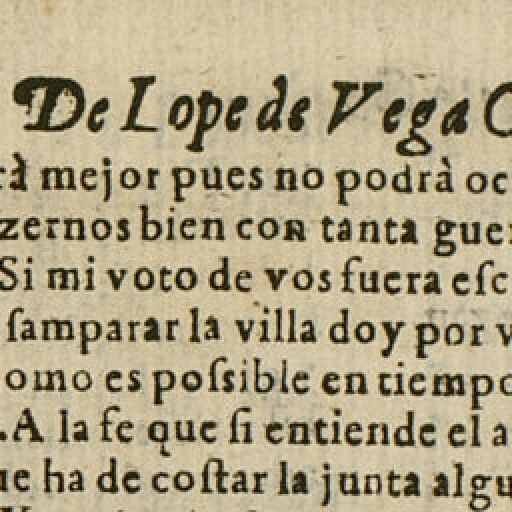 De Lope de Vega C
rà mejor pues no podrà oc
zernos bien con tanta guer
Si mi voto de vos fuera eſc
ſamparar la villa doy por v
omo es poſsible en tiempo
.A la fe que ſi entiende el a
ue ha de coſtar la junta algu